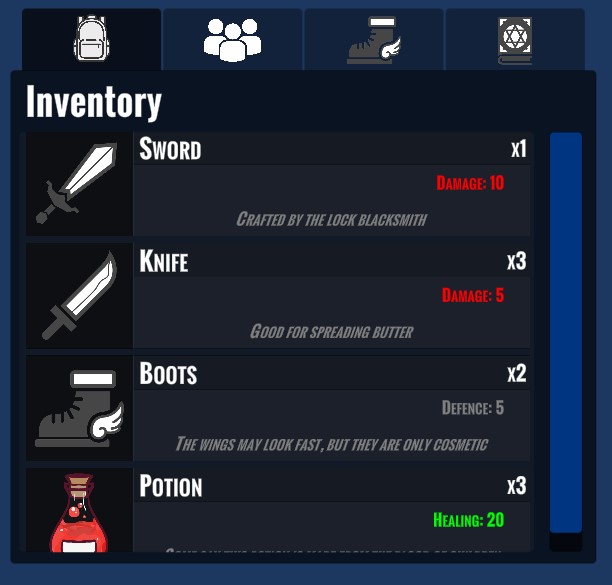 Inventory
SWORD x1
DAMAGE: 10
CRAFTED BY THE LOCK BLACKSMITH
KNIFE x3
DAMAGE: 5
GOOD FOR SPREADING BUTTER
BOOTS x2
DEFENCE: 5
THE WINGS MAY LOOK FAST, BUT THEY ARE ONLY COSMETIC
POTION x3
HEALING: 20